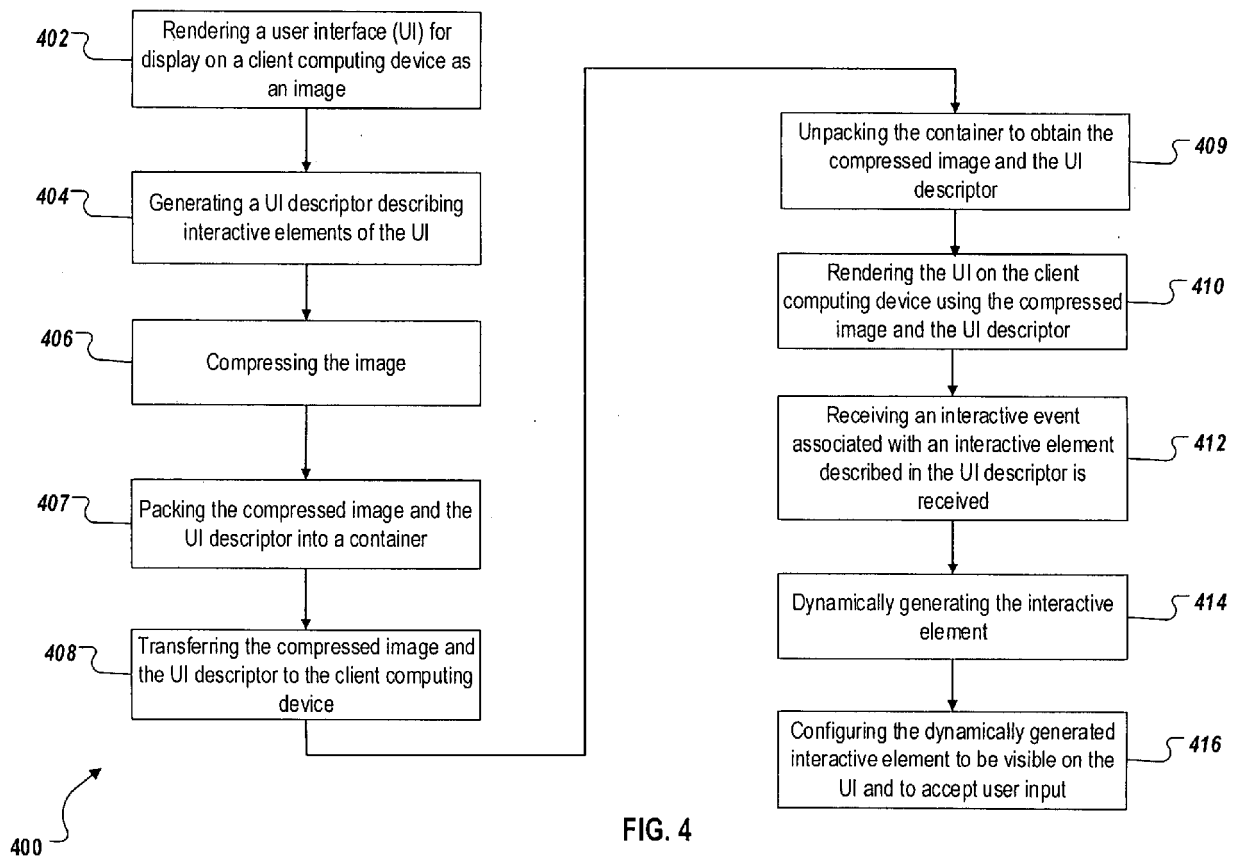 402
Rendering a user interface (UI) for
display on a client computing device as
an image
404
Generating a UI descriptor describing
interactive elements of the UI
406
Compressing the image
407
Packing the compressed image and the
UI descriptor into a container
408
Transferring the compressed image and
the UI descriptor to the client computing
device
400
Unpacking the container to obtain the
compressed image and the UI
descriptor
409
Rendering the UI on the client
computing device using the compressed
image and the UI descriptor
410
Receiving an interactive event
associated with an interactive element
described in the UI descriptor is
received
412
Dynamically generating the interactive
element
414
Configuring the dynamically generated
interactive element to be visible on the
UI and to accept user input
416
FIG. 4